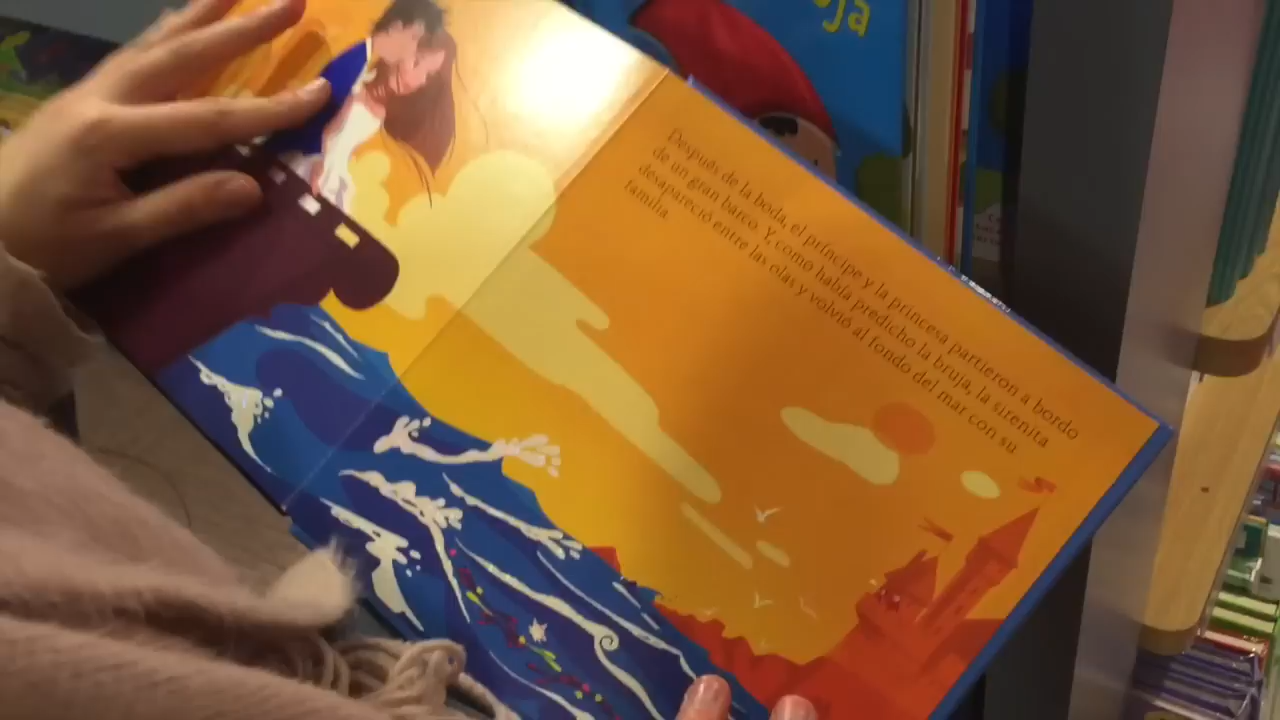 Después de la boda, el príncipe y la princesa partieron a bordo
de un gran barco. Y, como había predicho la bruja, la sirenita
desapareció entre las olas y volvió al fondo del mar con su
familia.
oja